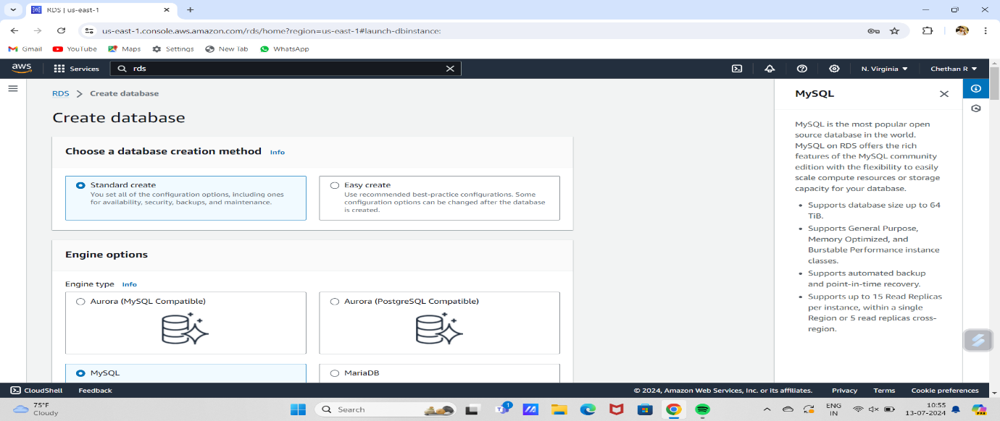 RDS | us-east-1
us-east-1.console.aws.amazon.com/rds/home?region=us-east-1#launch-dbinstance:
Gmail YouTube Maps Settings New Tab WhatsApp
aws Services rds N. Virginia Chethan R
RDS Create database
Create database
Choose a database creation method Info
Standard create
You set all of the configuration options, including ones
for availability, security, backups, and maintenance.
Easy create
Use recommended best-practice configurations. Some
configuration options can be changed after the database
is created.
Engine options
Engine type Info
Aurora (MySQL Compatible)
Aurora (PostgreSQL Compatible)
MySQL
MariaDB
MySQL
MySQL is the most popular open
source database in the world.
MySQL on RDS offers the rich
features of the MySQL community
edition with the flexibility to easily
scale compute resources or storage
capacity for your database.
• Supports database size up to 64
TiB.
• Supports General Purpose,
Memory Optimized, and
Burstable Performance instance
classes.
• Supports automated backup
and point-in-time recovery.
• Supports up to 15 Read Replicas
per instance, within a single
Region or 5 read replicas cross-
region.
CloudShell Feedback © 2024, Amazon Web Services, Inc. or its affiliates. Privacy Terms Cookie preferences
75°F
Cloudy
Search
1
ENG
IN
10:55
13-07-2024